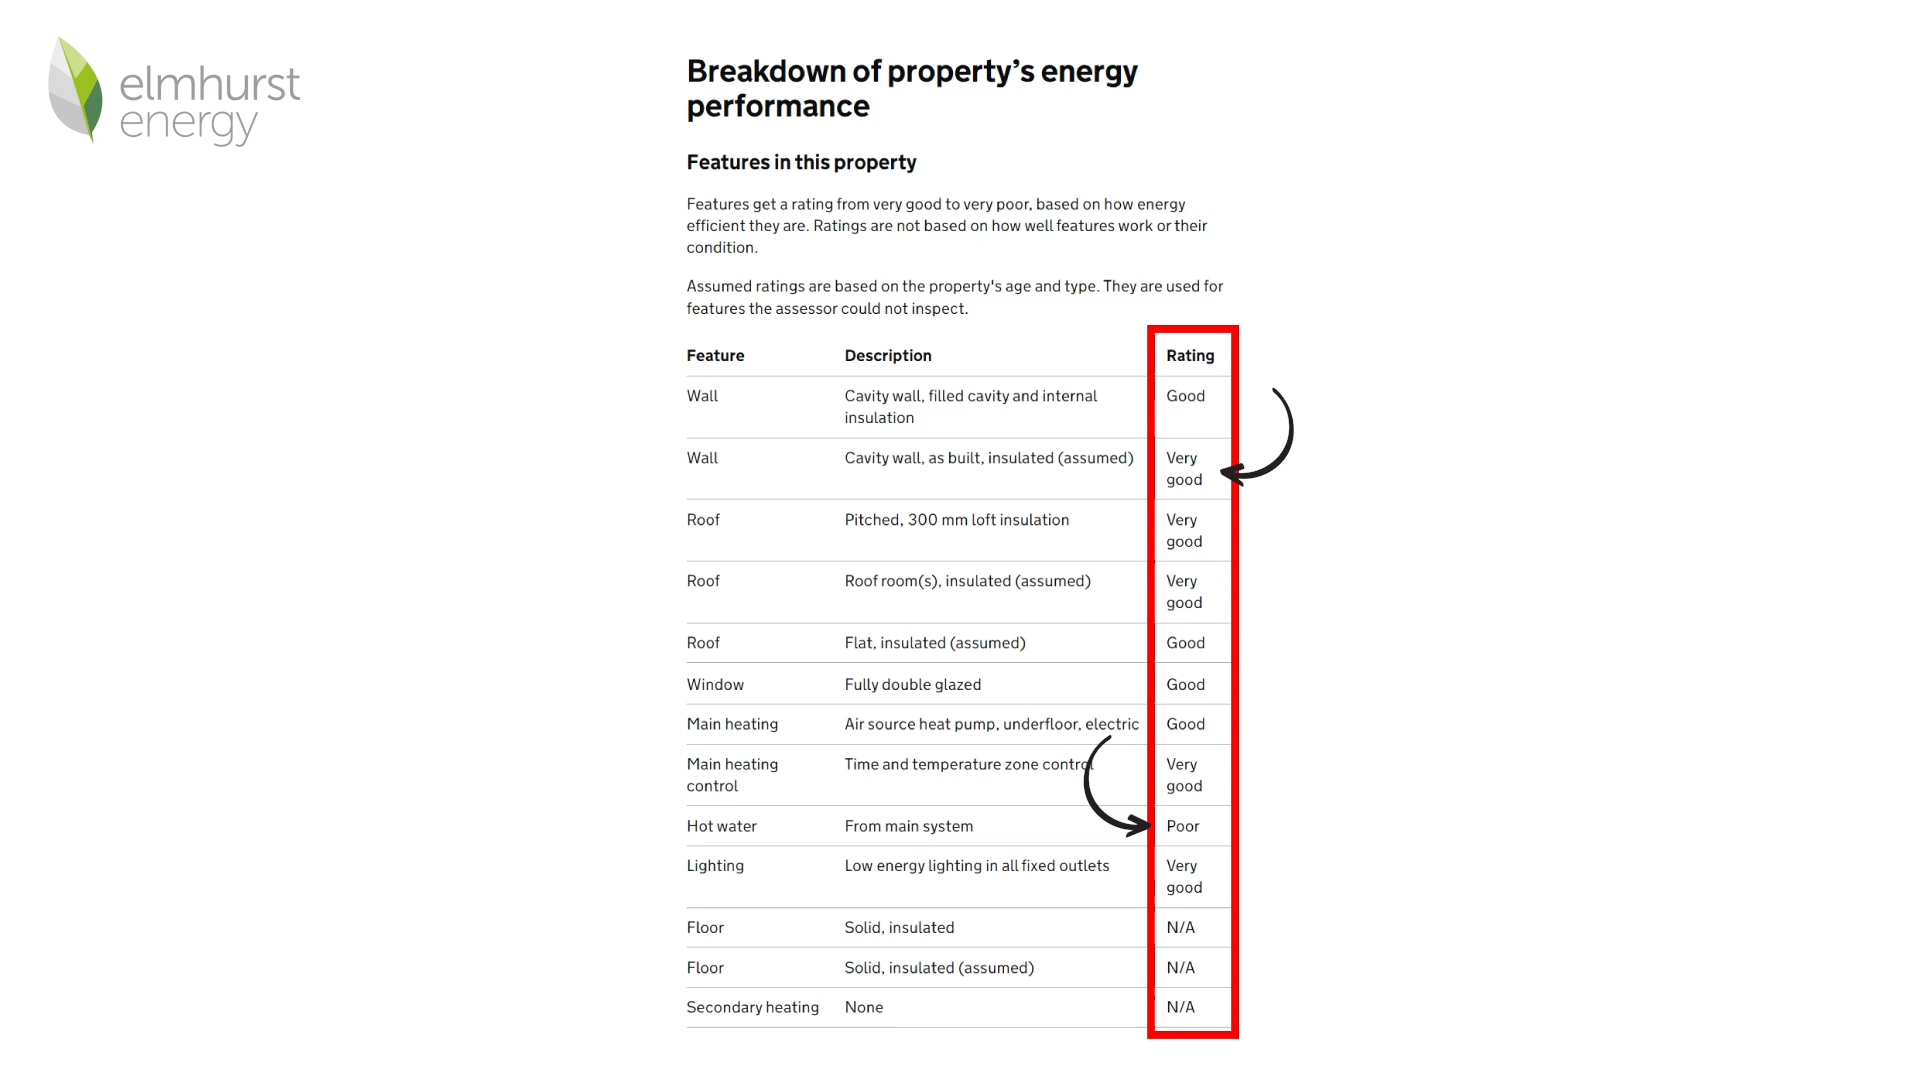 elmhurst
energy
Breakdown of property’s energy
performance
Features in this property
Features get a rating from very good to very poor, based on how energy
efficient they are. Ratings are not based on how well features work or their
condition.
Assumed ratings are based on the property's age and type. They are used for
features the assessor could not inspect.
Feature Description Rating
Wall Cavity wall, filled cavity and internal Good
insulation
Wall Cavity wall, as built, insulated (assumed) Very
good
Roof Pitched, 300 mm loft insulation Very
good
Roof Roof room(s), insulated (assumed) Very
good
Roof Flat, insulated (assumed) Good
Window Fully double glazed Good
Main heating Air source heat pump, underfloor, electric Good
Main heating Time and temperature zone control Very
control good
Hot water From main system Poor
Lighting Low energy lighting in all fixed outlets Very
good
Floor Solid, insulated N/A
Floor Solid, insulated (assumed) N/A
Secondary heating None N/A